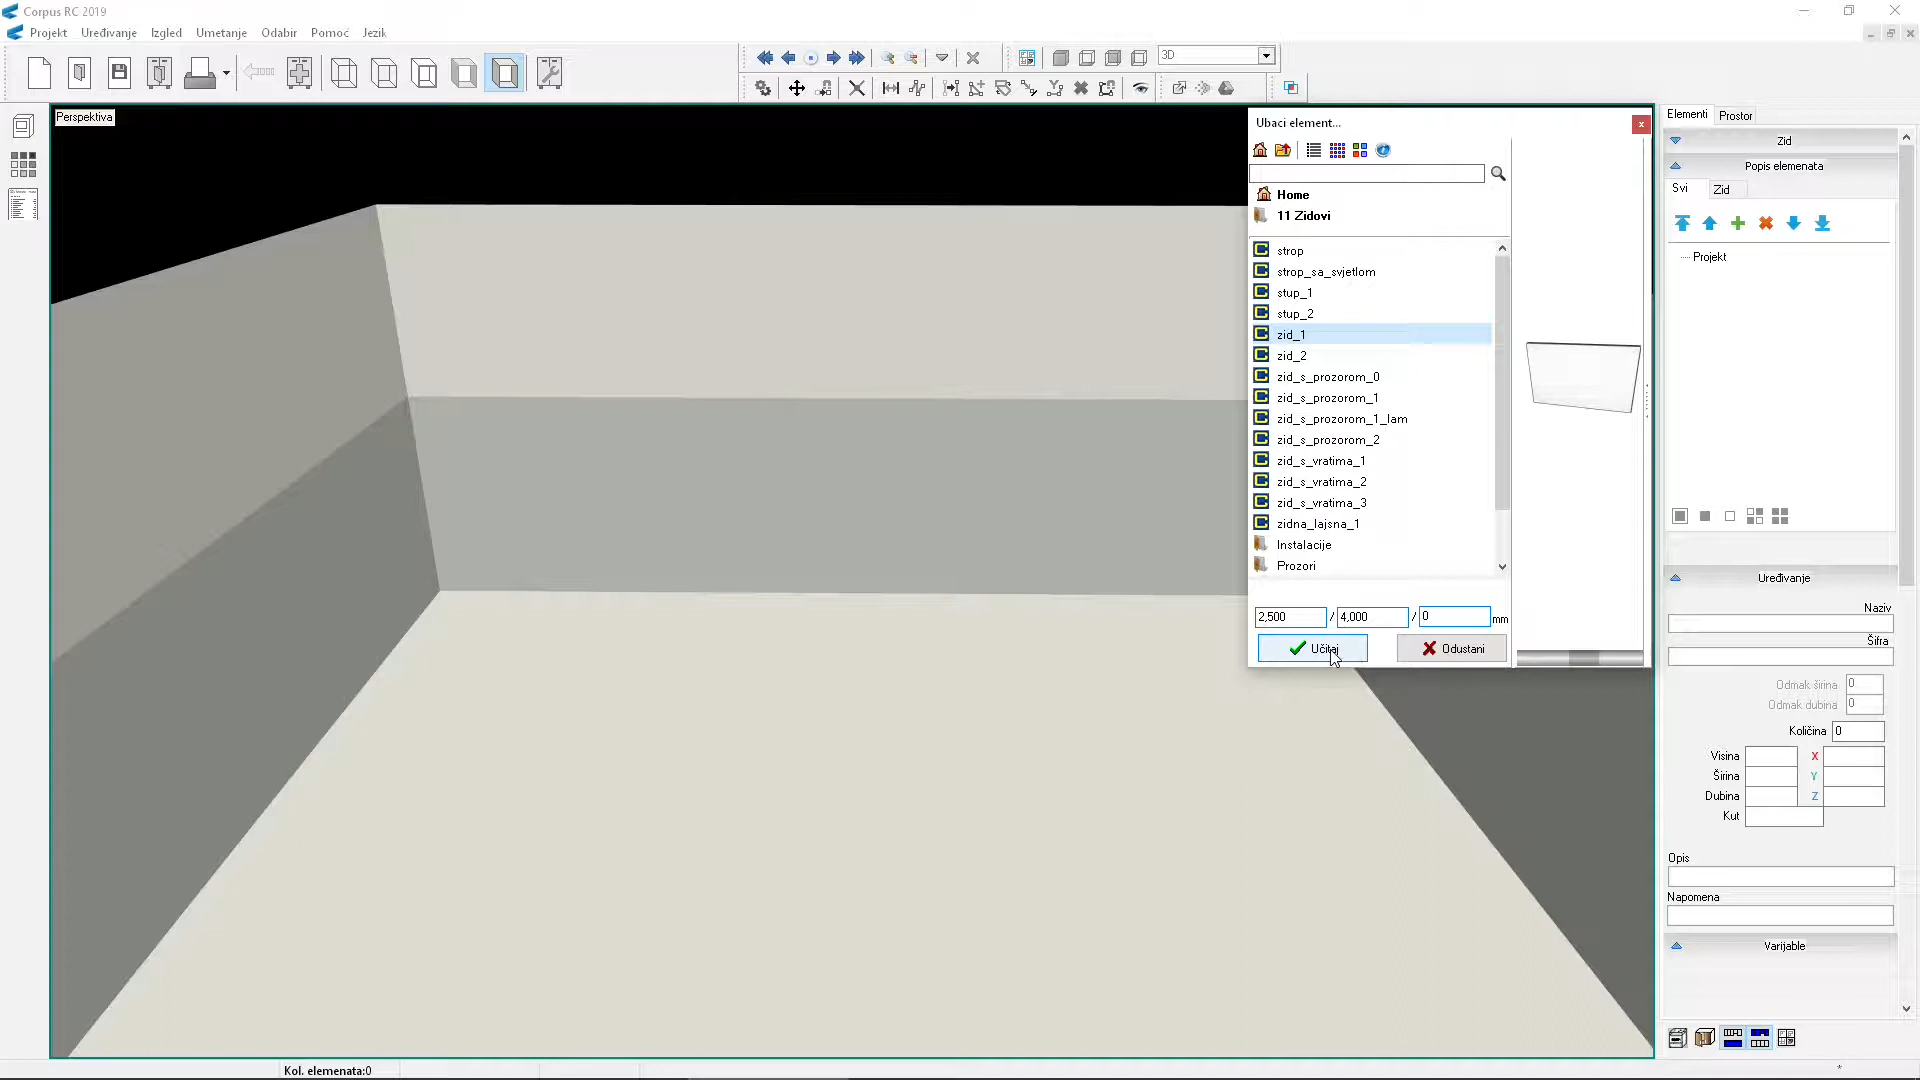 Corpus RC 2019
Projekt Uređivanje Izgled Umetanje Odabir Pomoć Jezik
3D
Perspektiva
Ubaci element...
Home
11 Zidovi
strop
strop_sa_svjetlom
stup_1
stup_2
zid_1
zid_2
zid_s_prozorom_0
zid_s_prozorom_1
zid_s_prozorom_1_lam
zid_s_prozorom_2
zid_s_vratima_1
zid_s_vratima_2
zid_s_vratima_3
zidna_lajsna_1
Instalacije
Prozori
2,500 / 4,000 / 0 mm
Učitaj Odustani
Elementi Prostor
Zid
Popis elemenata
Svi Zid
Projekt
Uređivanje
Naziv
Šifra
Odmak širina 0
Odmak dubina 0
Količina 0
Visina X
Širina Y
Dubina Z
Kut
Opis
Napomena
Varijable
Kol. elemenata:0
*